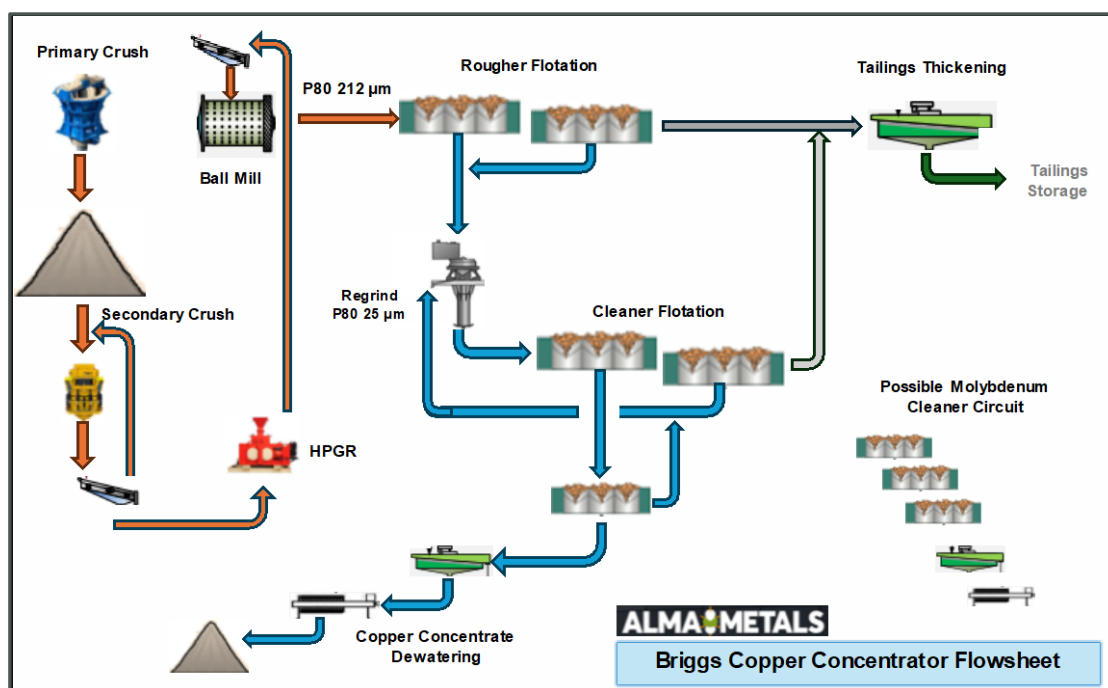 Primary Crush
Rougher Flotation
Tailings Thickening
P80 212 µm
Ball Mill
Tailings
Storage
Regrind
P80 25 µm
Secondary Crush
Cleaner Flotation
Possible Molybdenum
Cleaner Circuit
HPGR
Copper Concentrate
Dewatering
ALMA METALS
Briggs Copper Concentrator Flowsheet